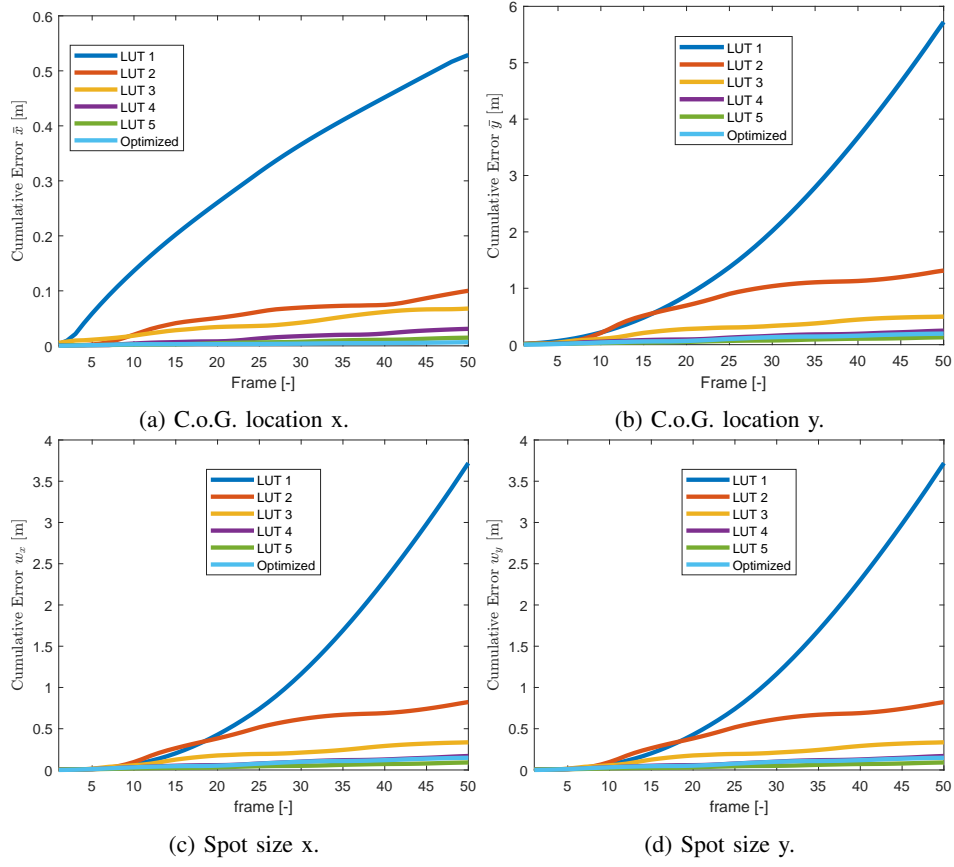 Cumulative Error x̄ [m]
0.6
0.5
0.4
0.3
0.2
0.1
0
LUT 1
LUT 2
LUT 3
LUT 4
LUT 5
Optimized
5 10 15 20 25 30 35 40 45 50
Frame [-]
(a) C.o.G. location x.
Cumulative Error ȳ [m]
6
5
4
3
2
1
0
LUT 1
LUT 2
LUT 3
LUT 4
LUT 5
Optimized
5 10 15 20 25 30 35 40 45 50
Frame [-]
(b) C.o.G. location y.
Cumulative Error wₓ [m]
4
3.5
3
2.5
2
1.5
1
0.5
0
LUT 1
LUT 2
LUT 3
LUT 4
LUT 5
Optimized
5 10 15 20 25 30 35 40 45 50
frame [-]
(c) Spot size x.
Cumulative Error w_y [m]
4
3.5
3
2.5
2
1.5
1
0.5
0
LUT 1
LUT 2
LUT 3
LUT 4
LUT 5
Optimized
5 10 15 20 25 30 35 40 45 50
frame [-]
(d) Spot size y.